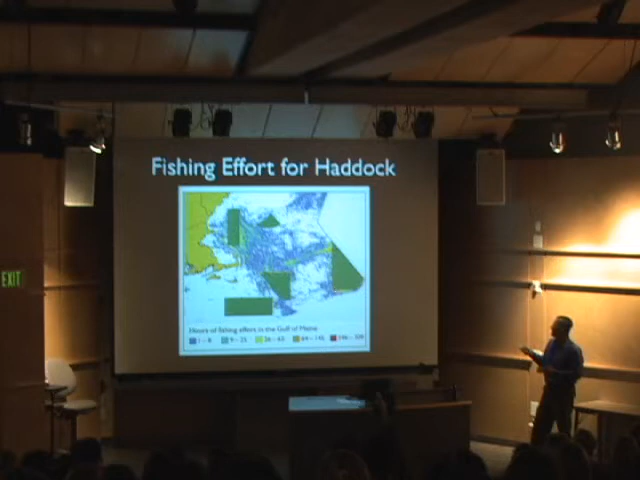 Fishing Effort for Haddock
EXIT
Hours of fishing effort in the Gulf of Maine